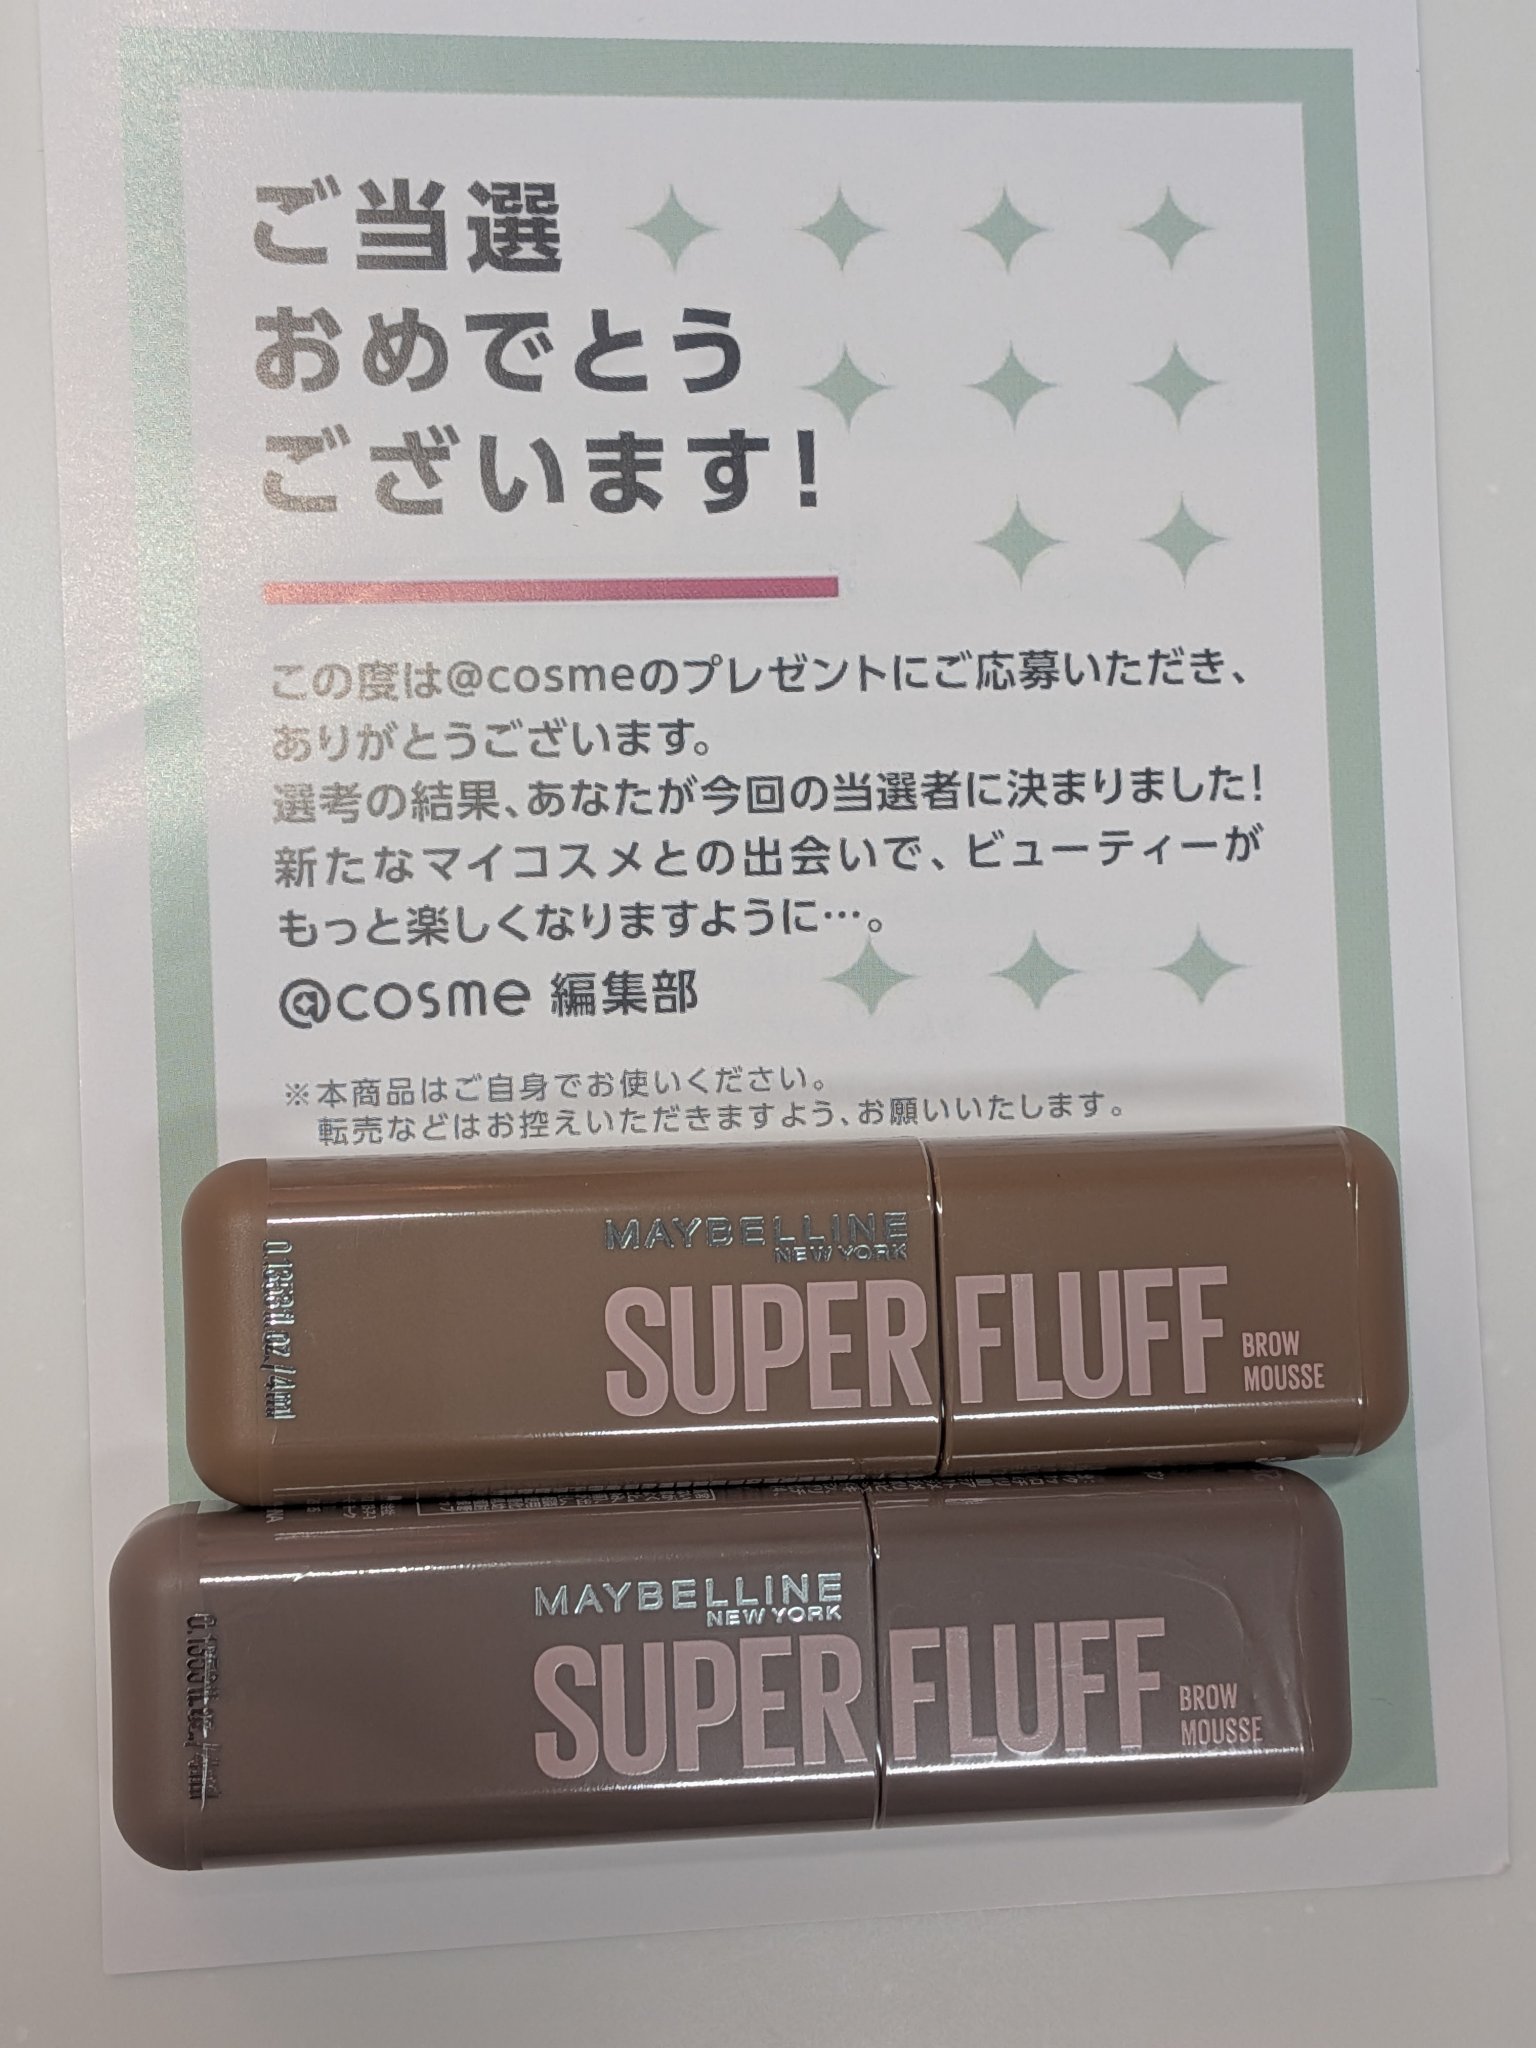 ご当選
おめでとう
ございます!
この度は@cosmeのプレゼントにご応募いただき、
ありがとうございます。
選考の結果、あなたが今回の当選者に決まりました!
新たなマイコスメとの出会いで、ビューティーが
もっと楽しくなりますように…。
@cosme 編集部
※本商品はご自身でお使いください。
転売などはお控えいただきますよう、お願いいたします。
MAYBELLINE
NEW YORK
SUPER FLUFF
BROW
MOUSSE
0.135 fl. oz. / 4ml
MAYBELLINE
NEW YORK
SUPER FLUFF
BROW
MOUSSE